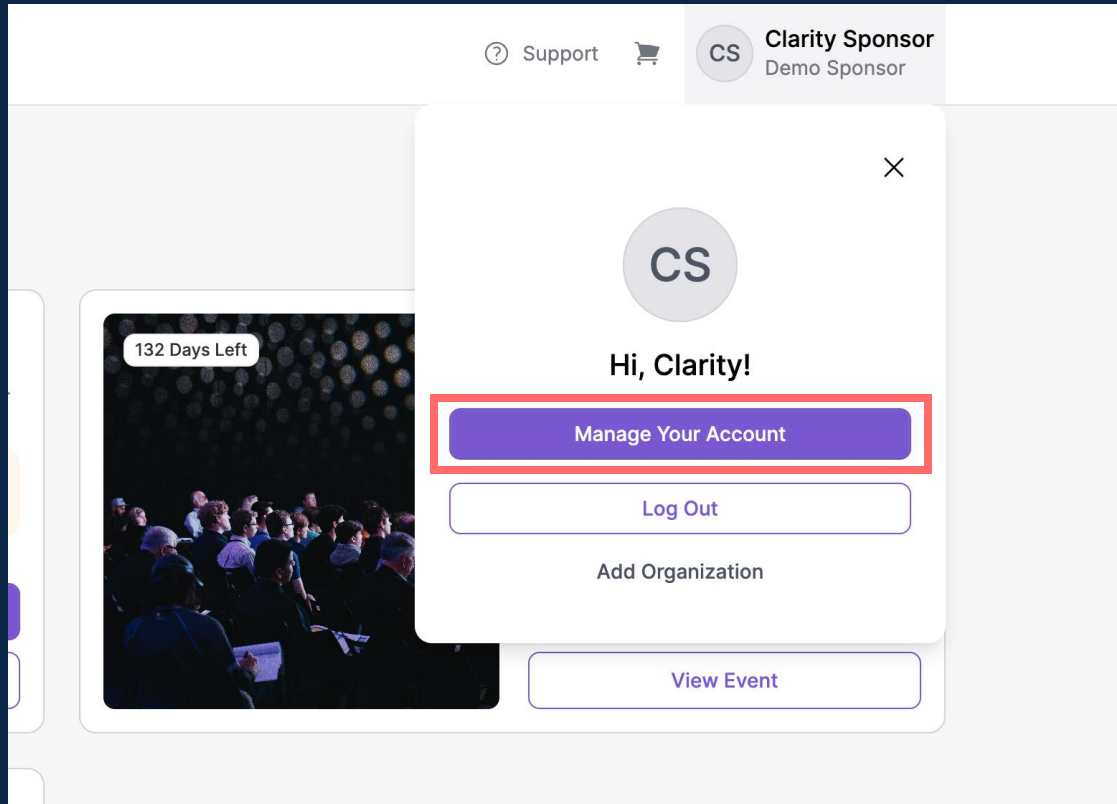 Support
CS
Clarity Sponsor
Demo Sponsor
CS
Hi, Clarity!
Manage Your Account
Log Out
Add Organization
132 Days Left
View Event